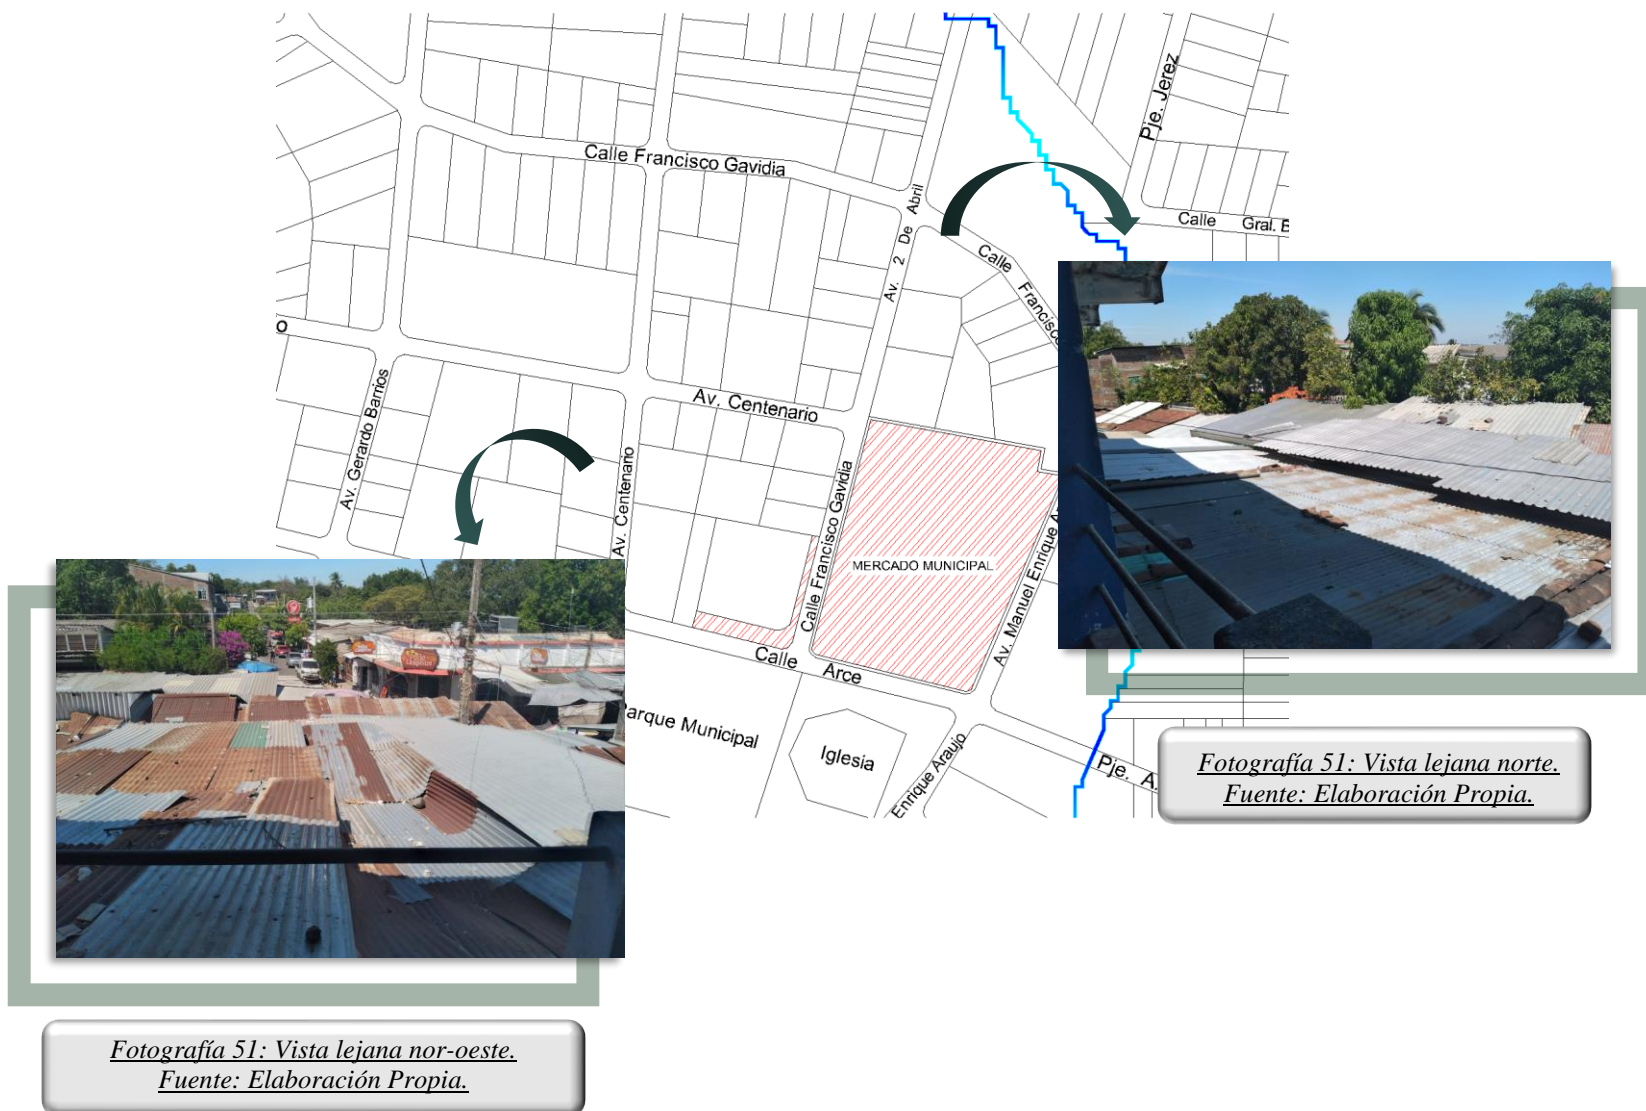 Pje. Jerez
Calle Francisco Gavidia
Av. 2 De Abril
Calle Gral. B
Calle Francisco
O
Av. Gerardo Barrios
Av. Centenario
Av. Centenario
Calle Francisco Gavidia
MERCADO MUNICIPAL
Av. Manuel Enrique A
Calle Arce
Parque Municipal
Iglesia
Enrique Araujo
Pje. A.
Fotografía 51: Vista lejana norte.
Fuente: Elaboración Propia.
Fotografía 51: Vista lejana nor-oeste.
Fuente: Elaboración Propia.